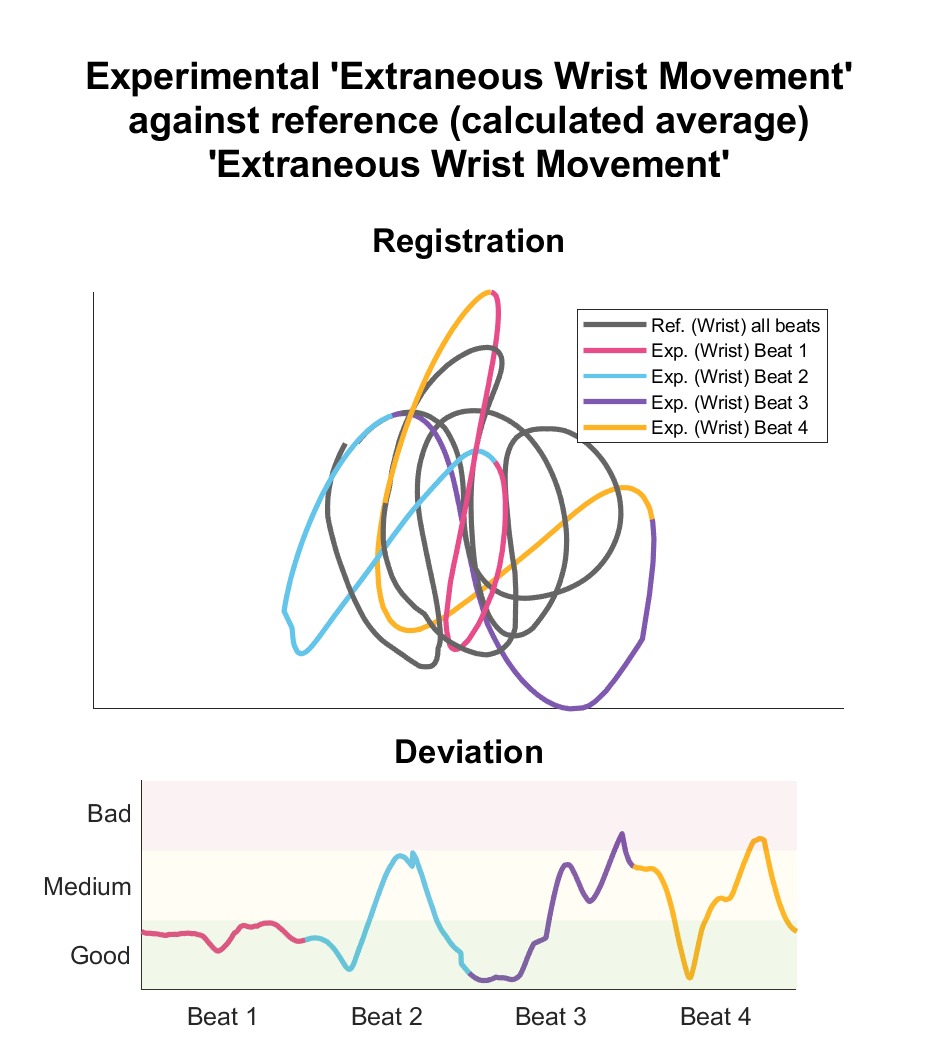 Experimental 'Extraneous Wrist Movement'
against reference (calculated average)
'Extraneous Wrist Movement'
Registration
Ref. (Wrist) all beats
Exp. (Wrist) Beat 1
Exp. (Wrist) Beat 2
Exp. (Wrist) Beat 3
Exp. (Wrist) Beat 4
Deviation
Bad
Medium
Good
Beat 1 Beat 2 Beat 3 Beat 4